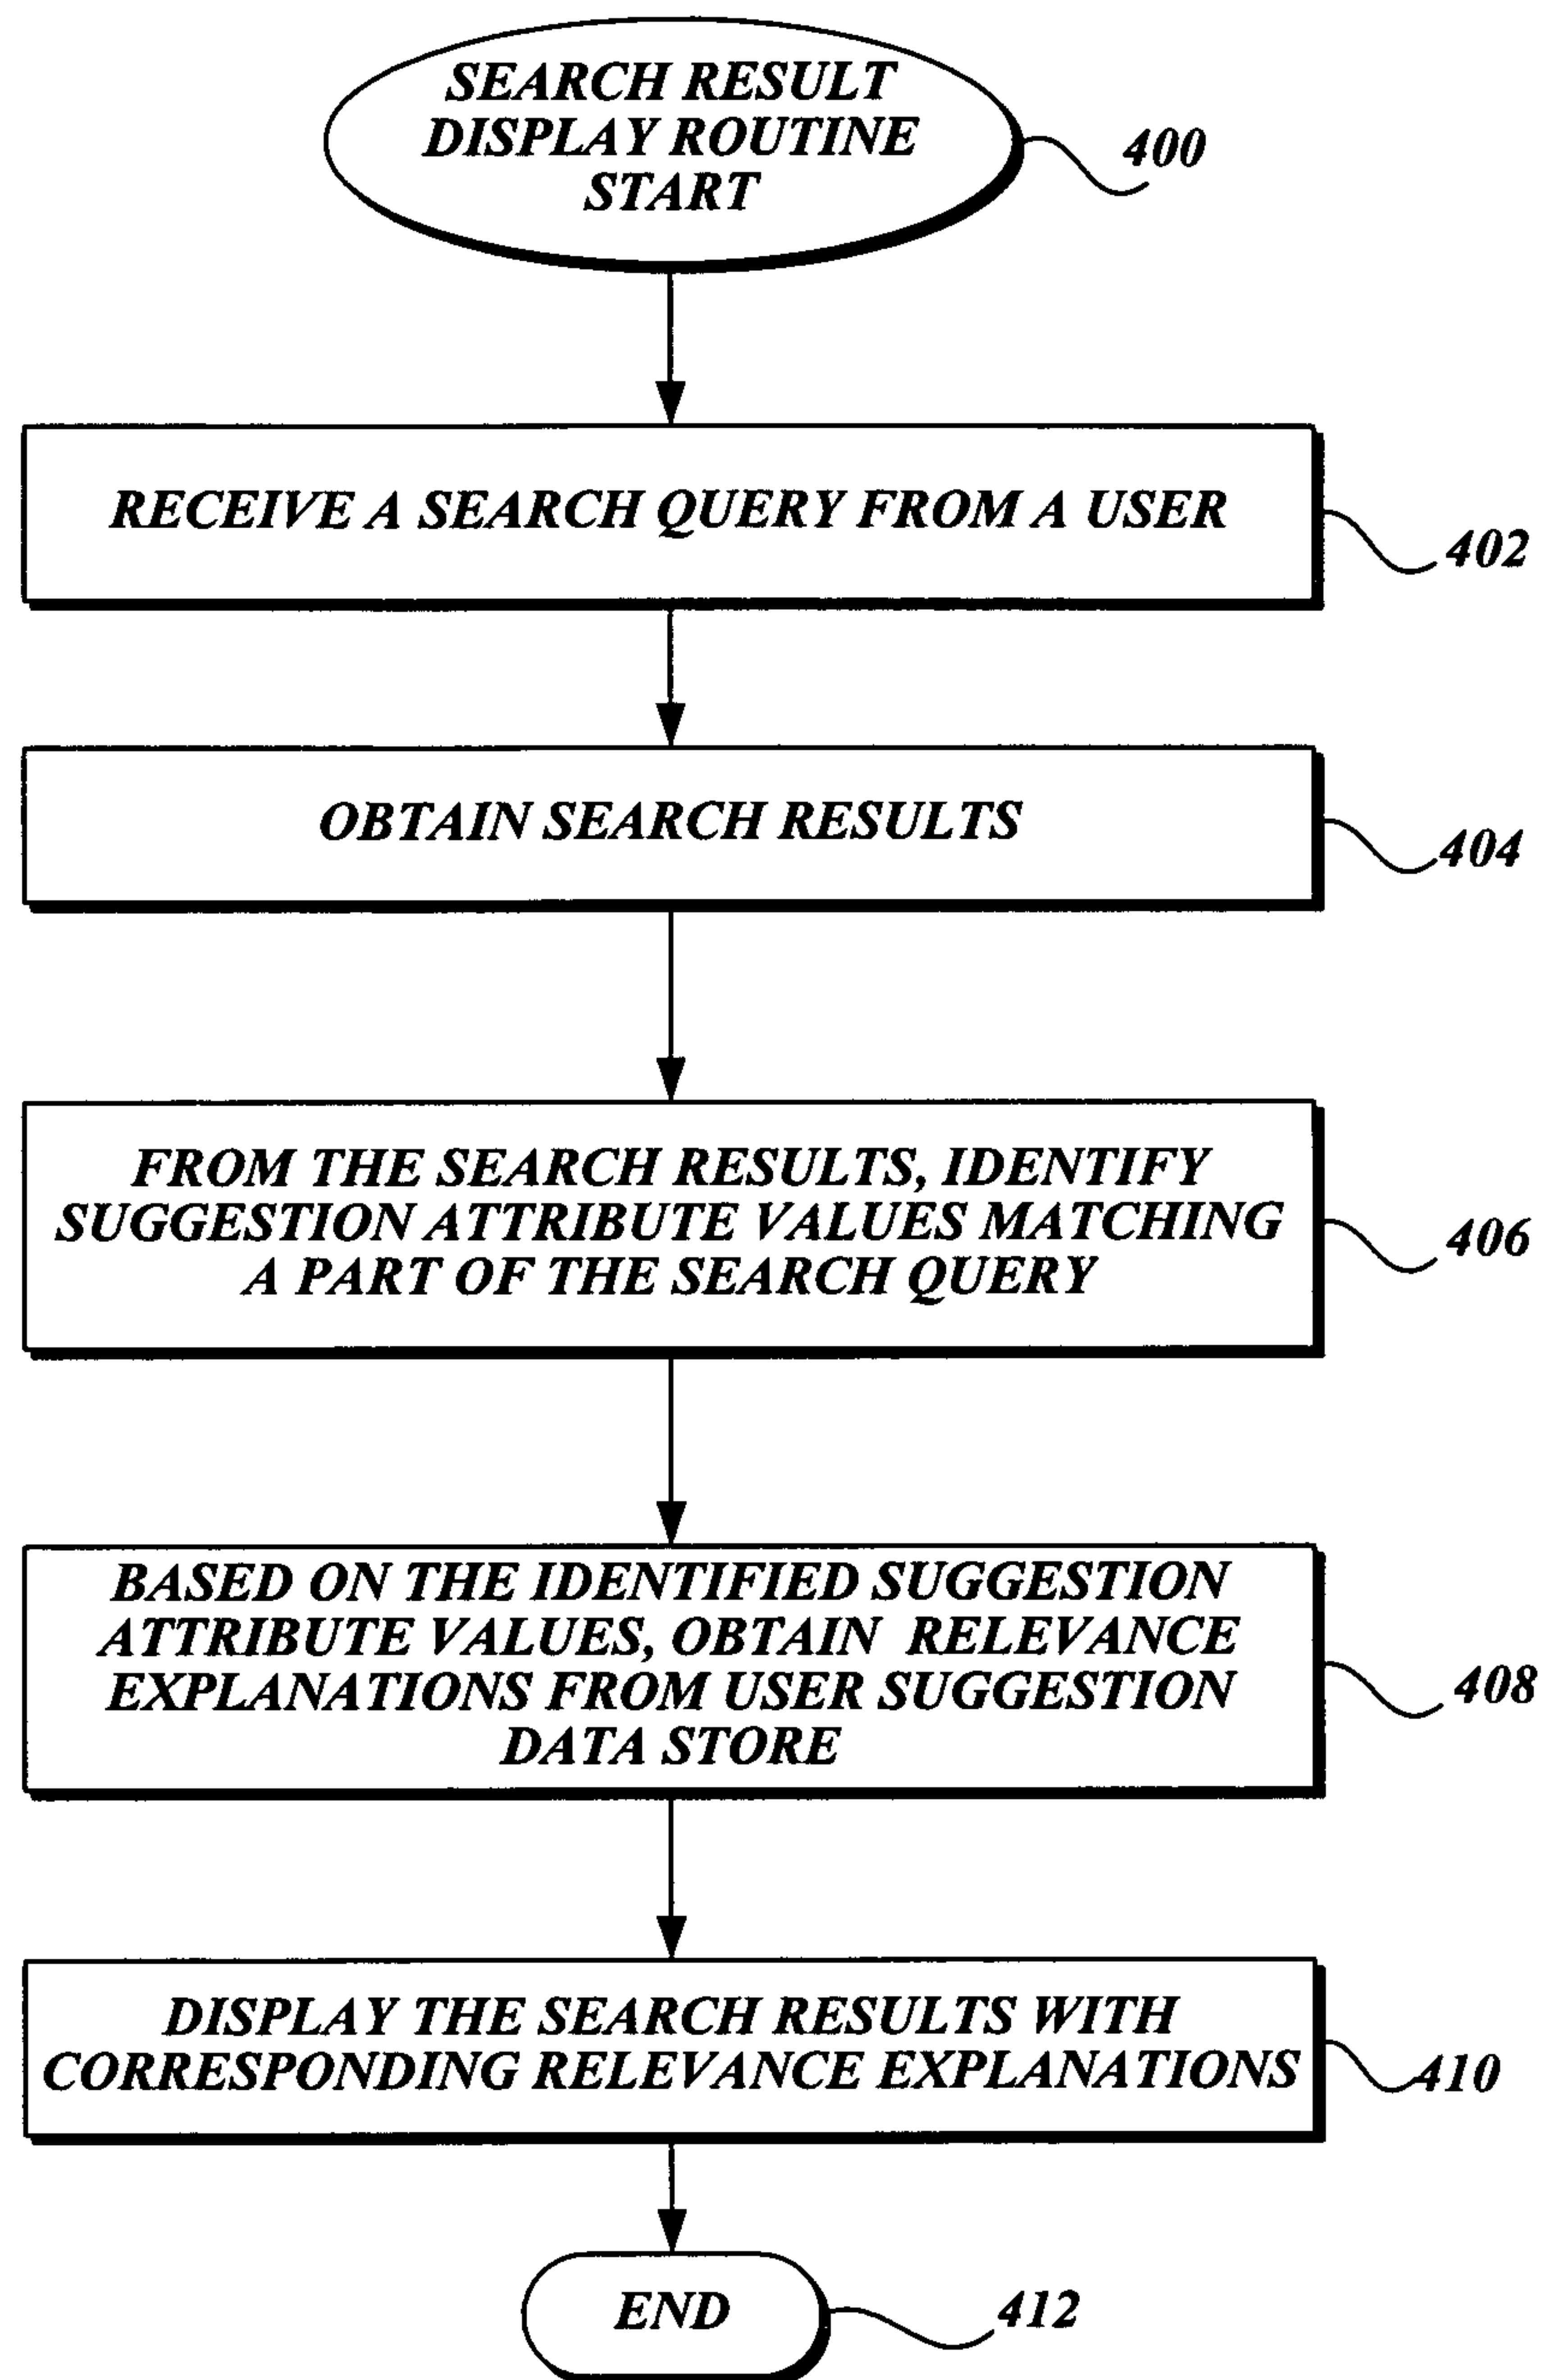 SEARCH RESULT
DISPLAY ROUTINE
START
400
RECEIVE A SEARCH QUERY FROM A USER
402
OBTAIN SEARCH RESULTS
404
FROM THE SEARCH RESULTS, IDENTIFY
SUGGESTION ATTRIBUTE VALUES MATCHING
A PART OF THE SEARCH QUERY
406
BASED ON THE IDENTIFIED SUGGESTION
ATTRIBUTE VALUES, OBTAIN RELEVANCE
EXPLANATIONS FROM USER SUGGESTION
DATA STORE
408
DISPLAY THE SEARCH RESULTS WITH
CORRESPONDING RELEVANCE EXPLANATIONS
410
END
412